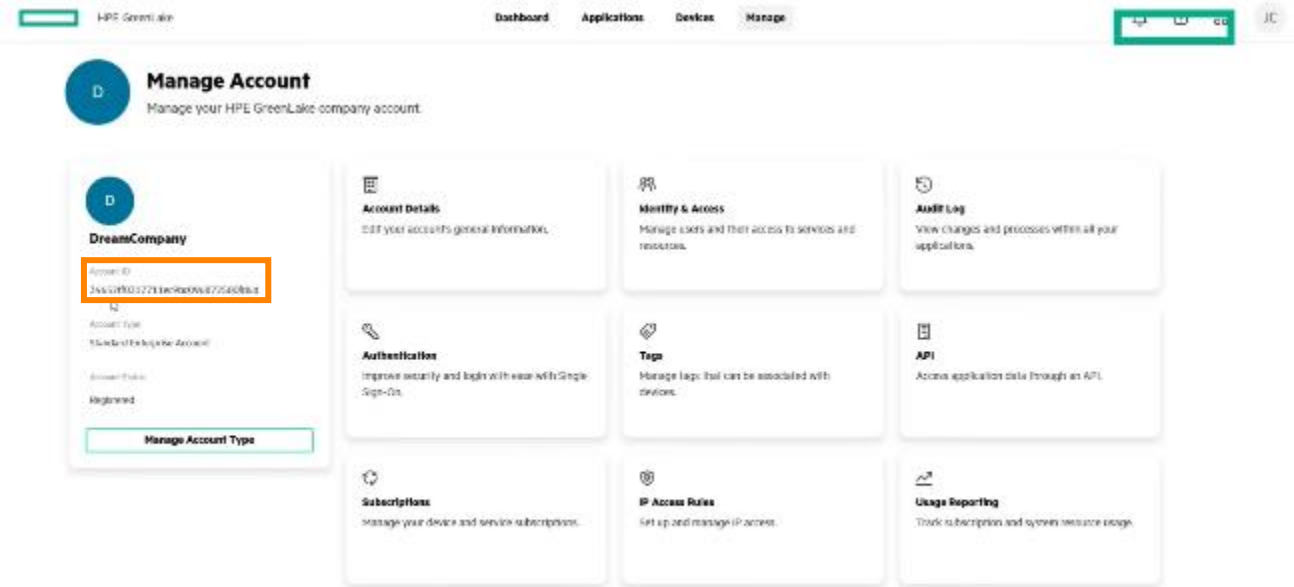 HPE GreenLake
Dashboard Applications Devices Manage
JC
D
Manage Account
Manage your HPE GreenLake company account.
D
DreamCompany
Account ID
Account Type
Standard Enterprise Account
Account Status
Registered
Manage Account Type
Account Details
Edit your account's general information.
Identity & Access
Manage users and their access to services and
resources.
Audit Log
View changes and processes within all your
applications.
Authentication
Improve security and login with ease with Single
Sign-On.
Tags
Manage tags that can be associated with
devices.
API
Access application data through an API.
Subscriptions
Manage your device and service subscriptions.
IP Access Rules
Set up and manage IP access.
Usage Reporting
Track subscription and system resource usage.